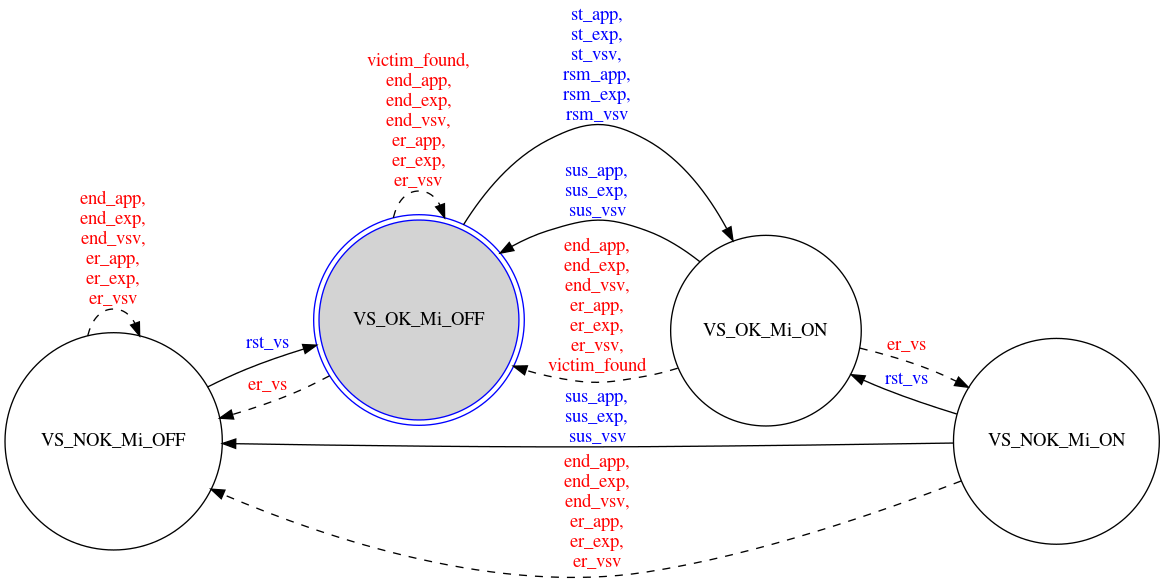 st_app,
st_exp,
st_vsv,
rsm_app,
rsm_exp,
rsm_vsv
victim_found,
end_app,
end_exp,
end_vsv,
er_app,
er_exp,
er_vsv
sus_app,
sus_exp,
sus_vsv
end_app,
end_exp,
end_vsv,
er_app,
er_exp,
er_vsv
end_app,
end_exp,
end_vsv,
er_app,
er_exp,
er_vsv,
victim_found
VS_OK_Mi_OFF
VS_OK_Mi_ON
rst_vs
er_vs
er_vs
rst_vs
sus_app,
sus_exp,
sus_vsv
VS_NOK_Mi_OFF
VS_NOK_Mi_ON
end_app,
end_exp,
end_vsv,
er_app,
er_exp,
er_vsv